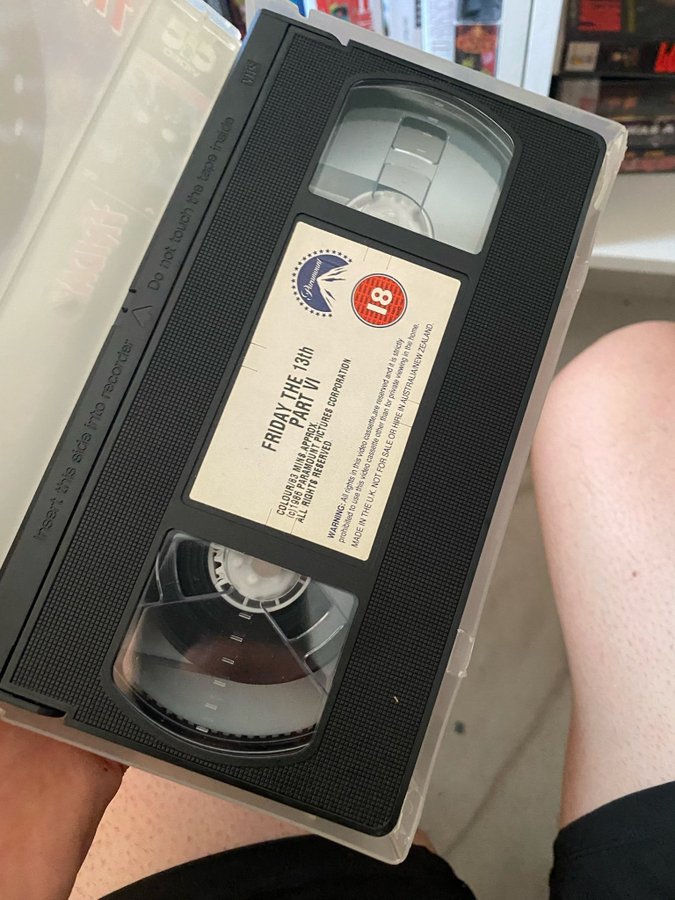 VHS
Do not touch the tape inside
Insert this side into recorder
Paramount
18
FRIDAY THE 13th
PART VI
COLOUR/83 MINS APPROX.
(c)1986 PARAMOUNT PICTURES CORPORATION
ALL RIGHTS RESERVED
WARNING: All rights in this video cassette,are reserved and it is strictly
prohibited to use this video cassette other than for private viewing in the home.
MADE IN THE U.K. NOT FOR SALE OR HIRE IN AUSTRALIA/NEW ZEALAND.